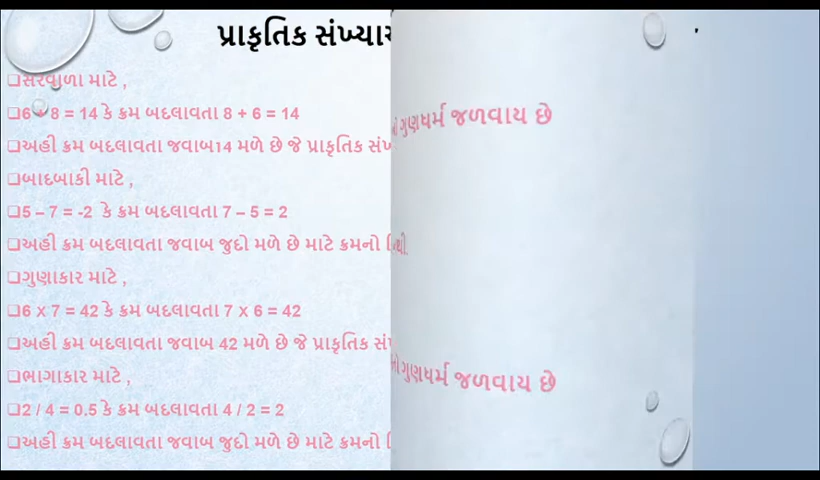 પ્રાકૃતિક સંખ્યા
સરવાળા માટે ,
6 + 8 = 14 કે ક્રમ બદલાવતા 8 + 6 = 14
અહી ક્રમ બદલાવતા જવાબ14 મળે છે જે પ્રાકૃતિક ગુણધર્મ જળવાય છે
બાદબાકી માટે ,
5 – 7 = -2 કે ક્રમ બદલાવતા 7 – 5 = 2
અહી ક્રમ બદલાવતા જવાબ જુદો મળે છે માટે ક્રમનો
ગુણાકાર માટે ,
6 x 7 = 42 કે ક્રમ બદલાવતા 7 x 6 = 42
અહી ક્રમ બદલાવતા જવાબ 42 મળે છે જે પ્રાકૃતિક ગુણધર્મ જળવાય છે
ભાગાકાર માટે ,
2 / 4 = 0.5 કે ક્રમ બદલાવતા 4 / 2 = 2
અહી ક્રમ બદલાવતા જવાબ જુદો મળે છે માટે ક્રમનો